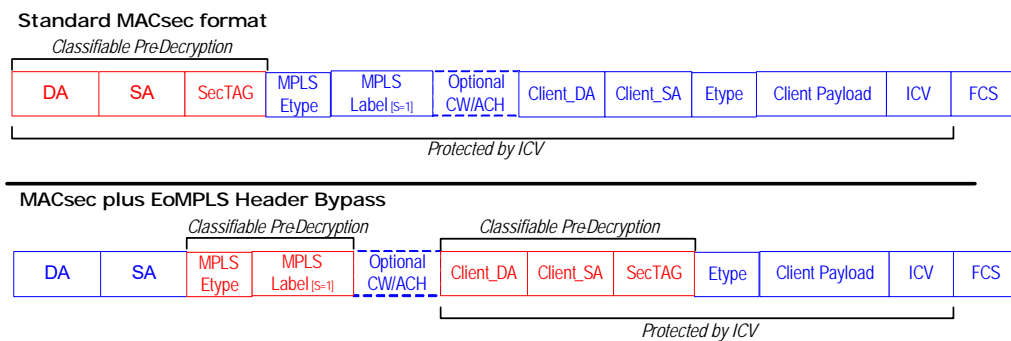 Standard MACsec format
Classifiable Pre-Decryption
DA SA SecTAG MPLS Etype MPLS Label [S=1] Optional CW/ACH Client_DA Client_SA Etype Client Payload ICV FCS
Protected by ICV
MACsec plus EoMPLS Header Bypass
Classifiable Pre-Decryption Classifiable Pre-Decryption
DA SA MPLS Etype MPLS Label [S=1] Optional CW/ACH Client_DA Client_SA SecTAG Etype Client Payload ICV FCS
Protected by ICV